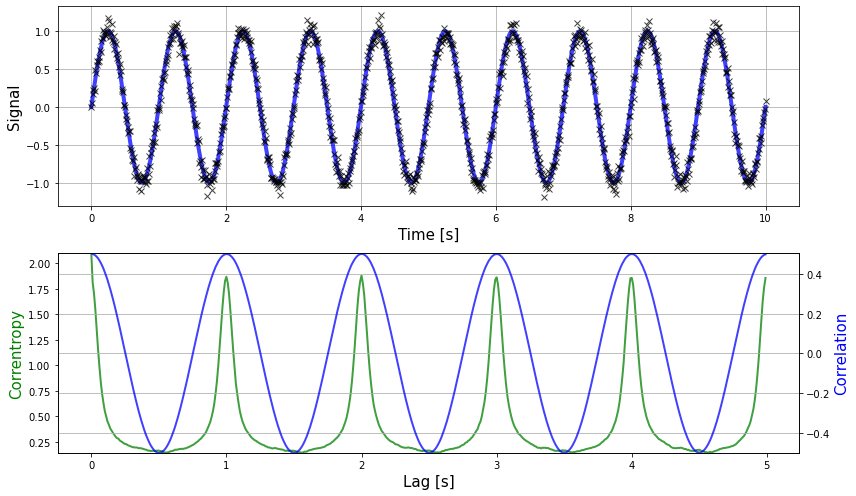 1.0
0.5
0.0
−0.5
−1.0
Signal
0 2 4 6 8 10
Time [s]
2.00
1.75
1.50
1.25
1.00
0.75
0.50
0.25
Correntropy
0.4
0.2
0.0
−0.2
−0.4
Correlation
0 1 2 3 4 5
Lag [s]